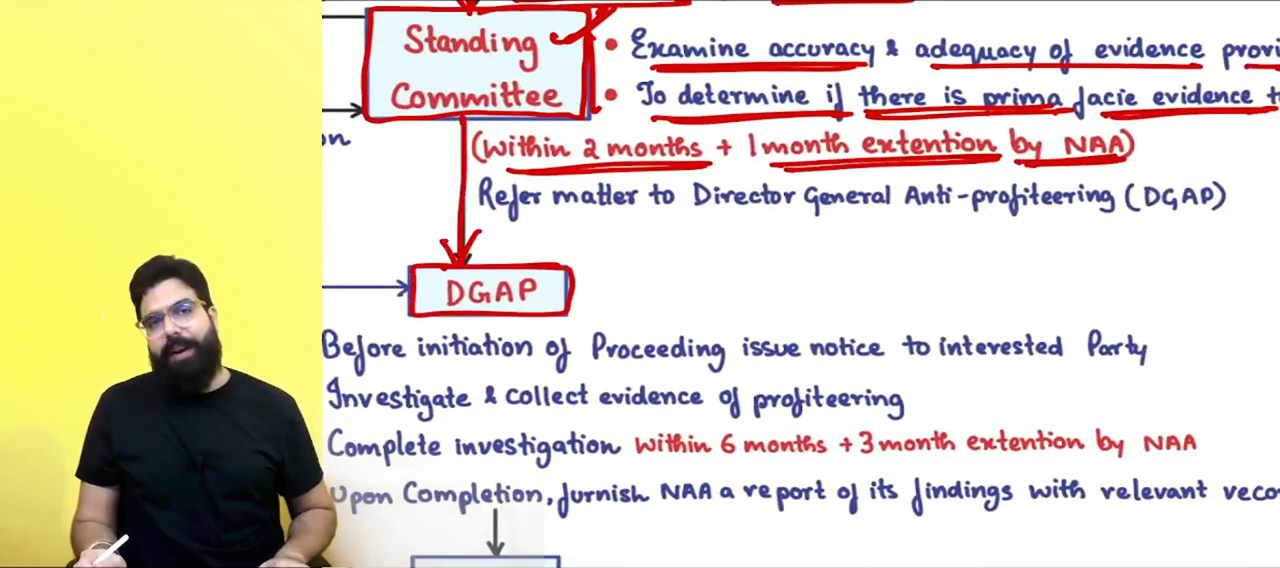 Standing
Committee
• Examine accuracy & adequacy of evidence
• To determine if there is prima facie evidence
(within 2 months + 1 month extention by NAA)
Refer matter to Director General Anti-profiteering (DGAP)
DGAP
Before initiation of Proceeding issue notice to interested Party
Investigate & collect evidence of profiteering
Complete investigation within 6 months + 3 month extention by NAA
Upon Completion, furnish NAA a report of its findings with relevant